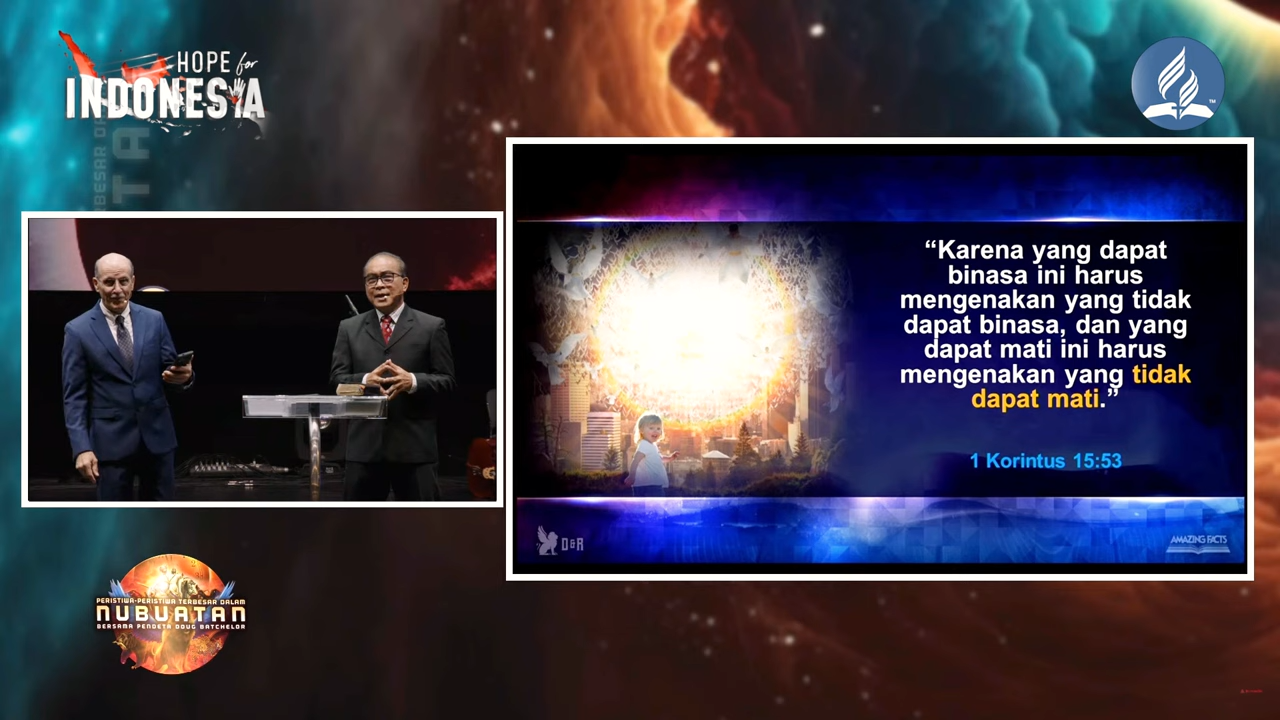 HOPE for
INDONESIA
“Karena yang dapat
binasa ini harus
mengenakan yang tidak
dapat binasa, dan yang
dapat mati ini harus
mengenakan yang tidak
dapat mati.”
1 Korintus 15:53
D&R
AMAZING FACTS
PERISTIWA-PERISTIWA TERBESAR DALAM
NUBUATAN
BERSAMA PENDETA DOUG BATCHELOR